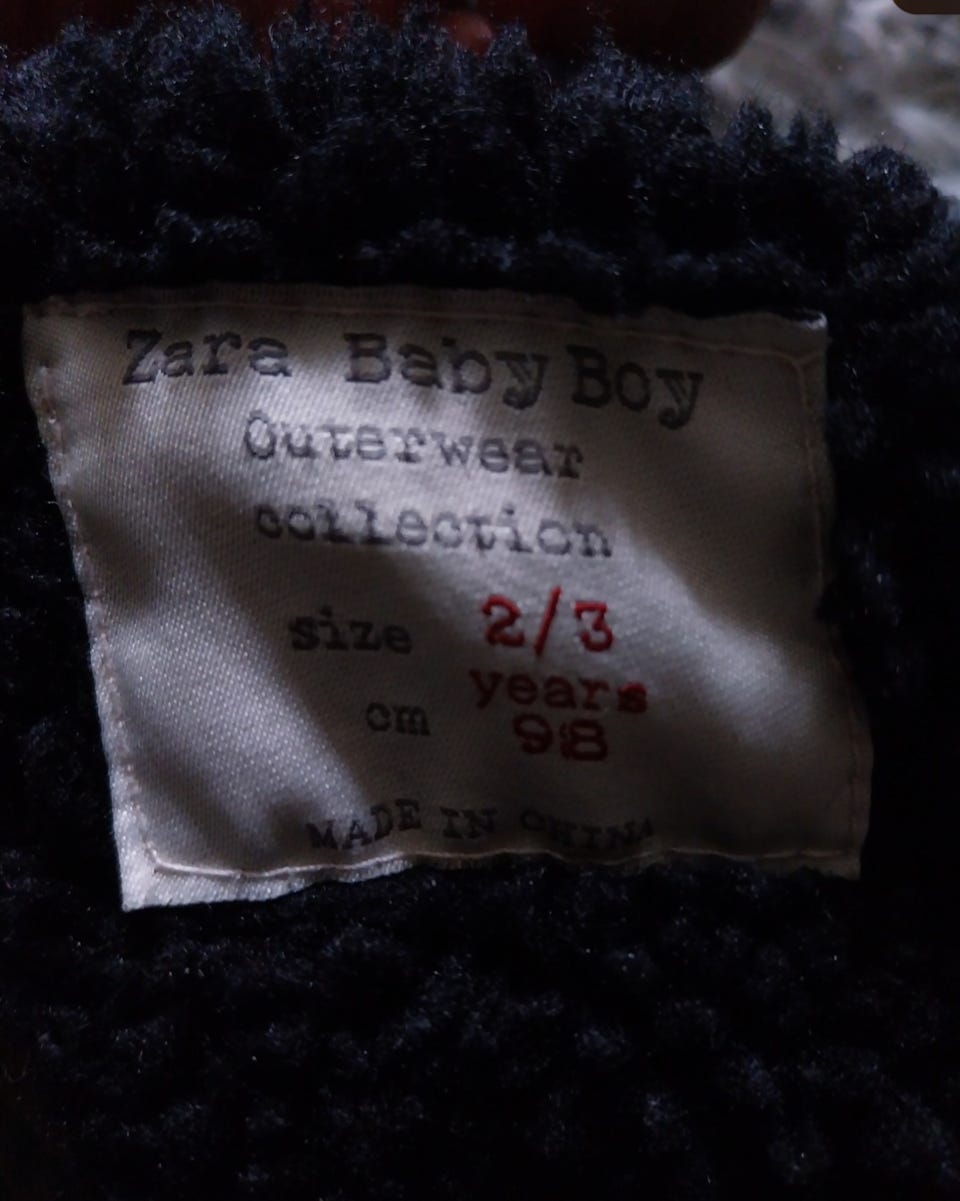 Zara Baby Boy
Outerwear
collection
size 2/3
years
cm 98
MADE IN CHINA